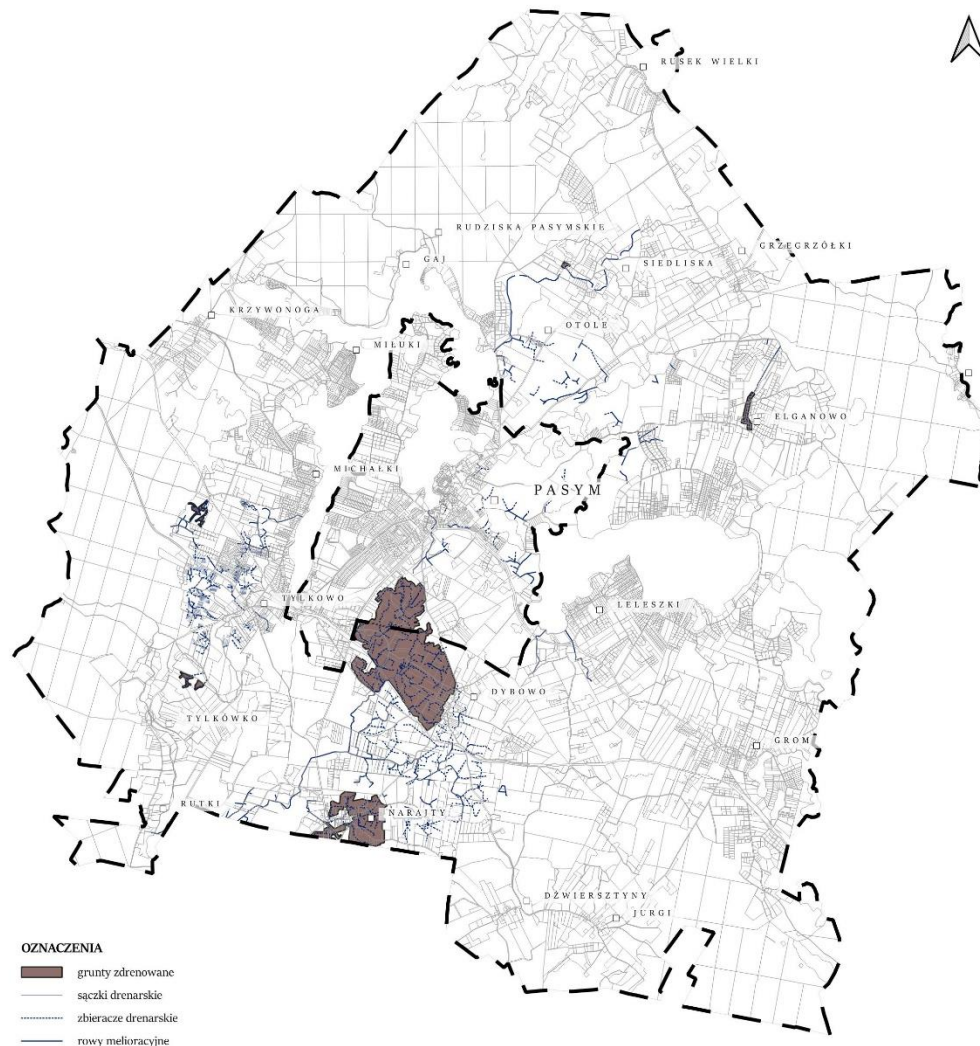 RUSEK WIELKI
RUDZISKA PASYMSKIE
GRZEGRZÓŁKI
GAJ
SIEDLISKA
KRZYWONOGA
OTOLE
MIŁUKI
ELGANOWO
MICHAŁKI
PASYM
TYLKOWO
LELESZKI
DYBOWO
TYLKÓWKO
GROM
RUTKI
NARAJTY
DŹWIERSZTYNY
JURGI
OZNACZENIA
grunty zdrenowane
sączki drenarskie
zbieracze drenarskie
rowy melioracyjne